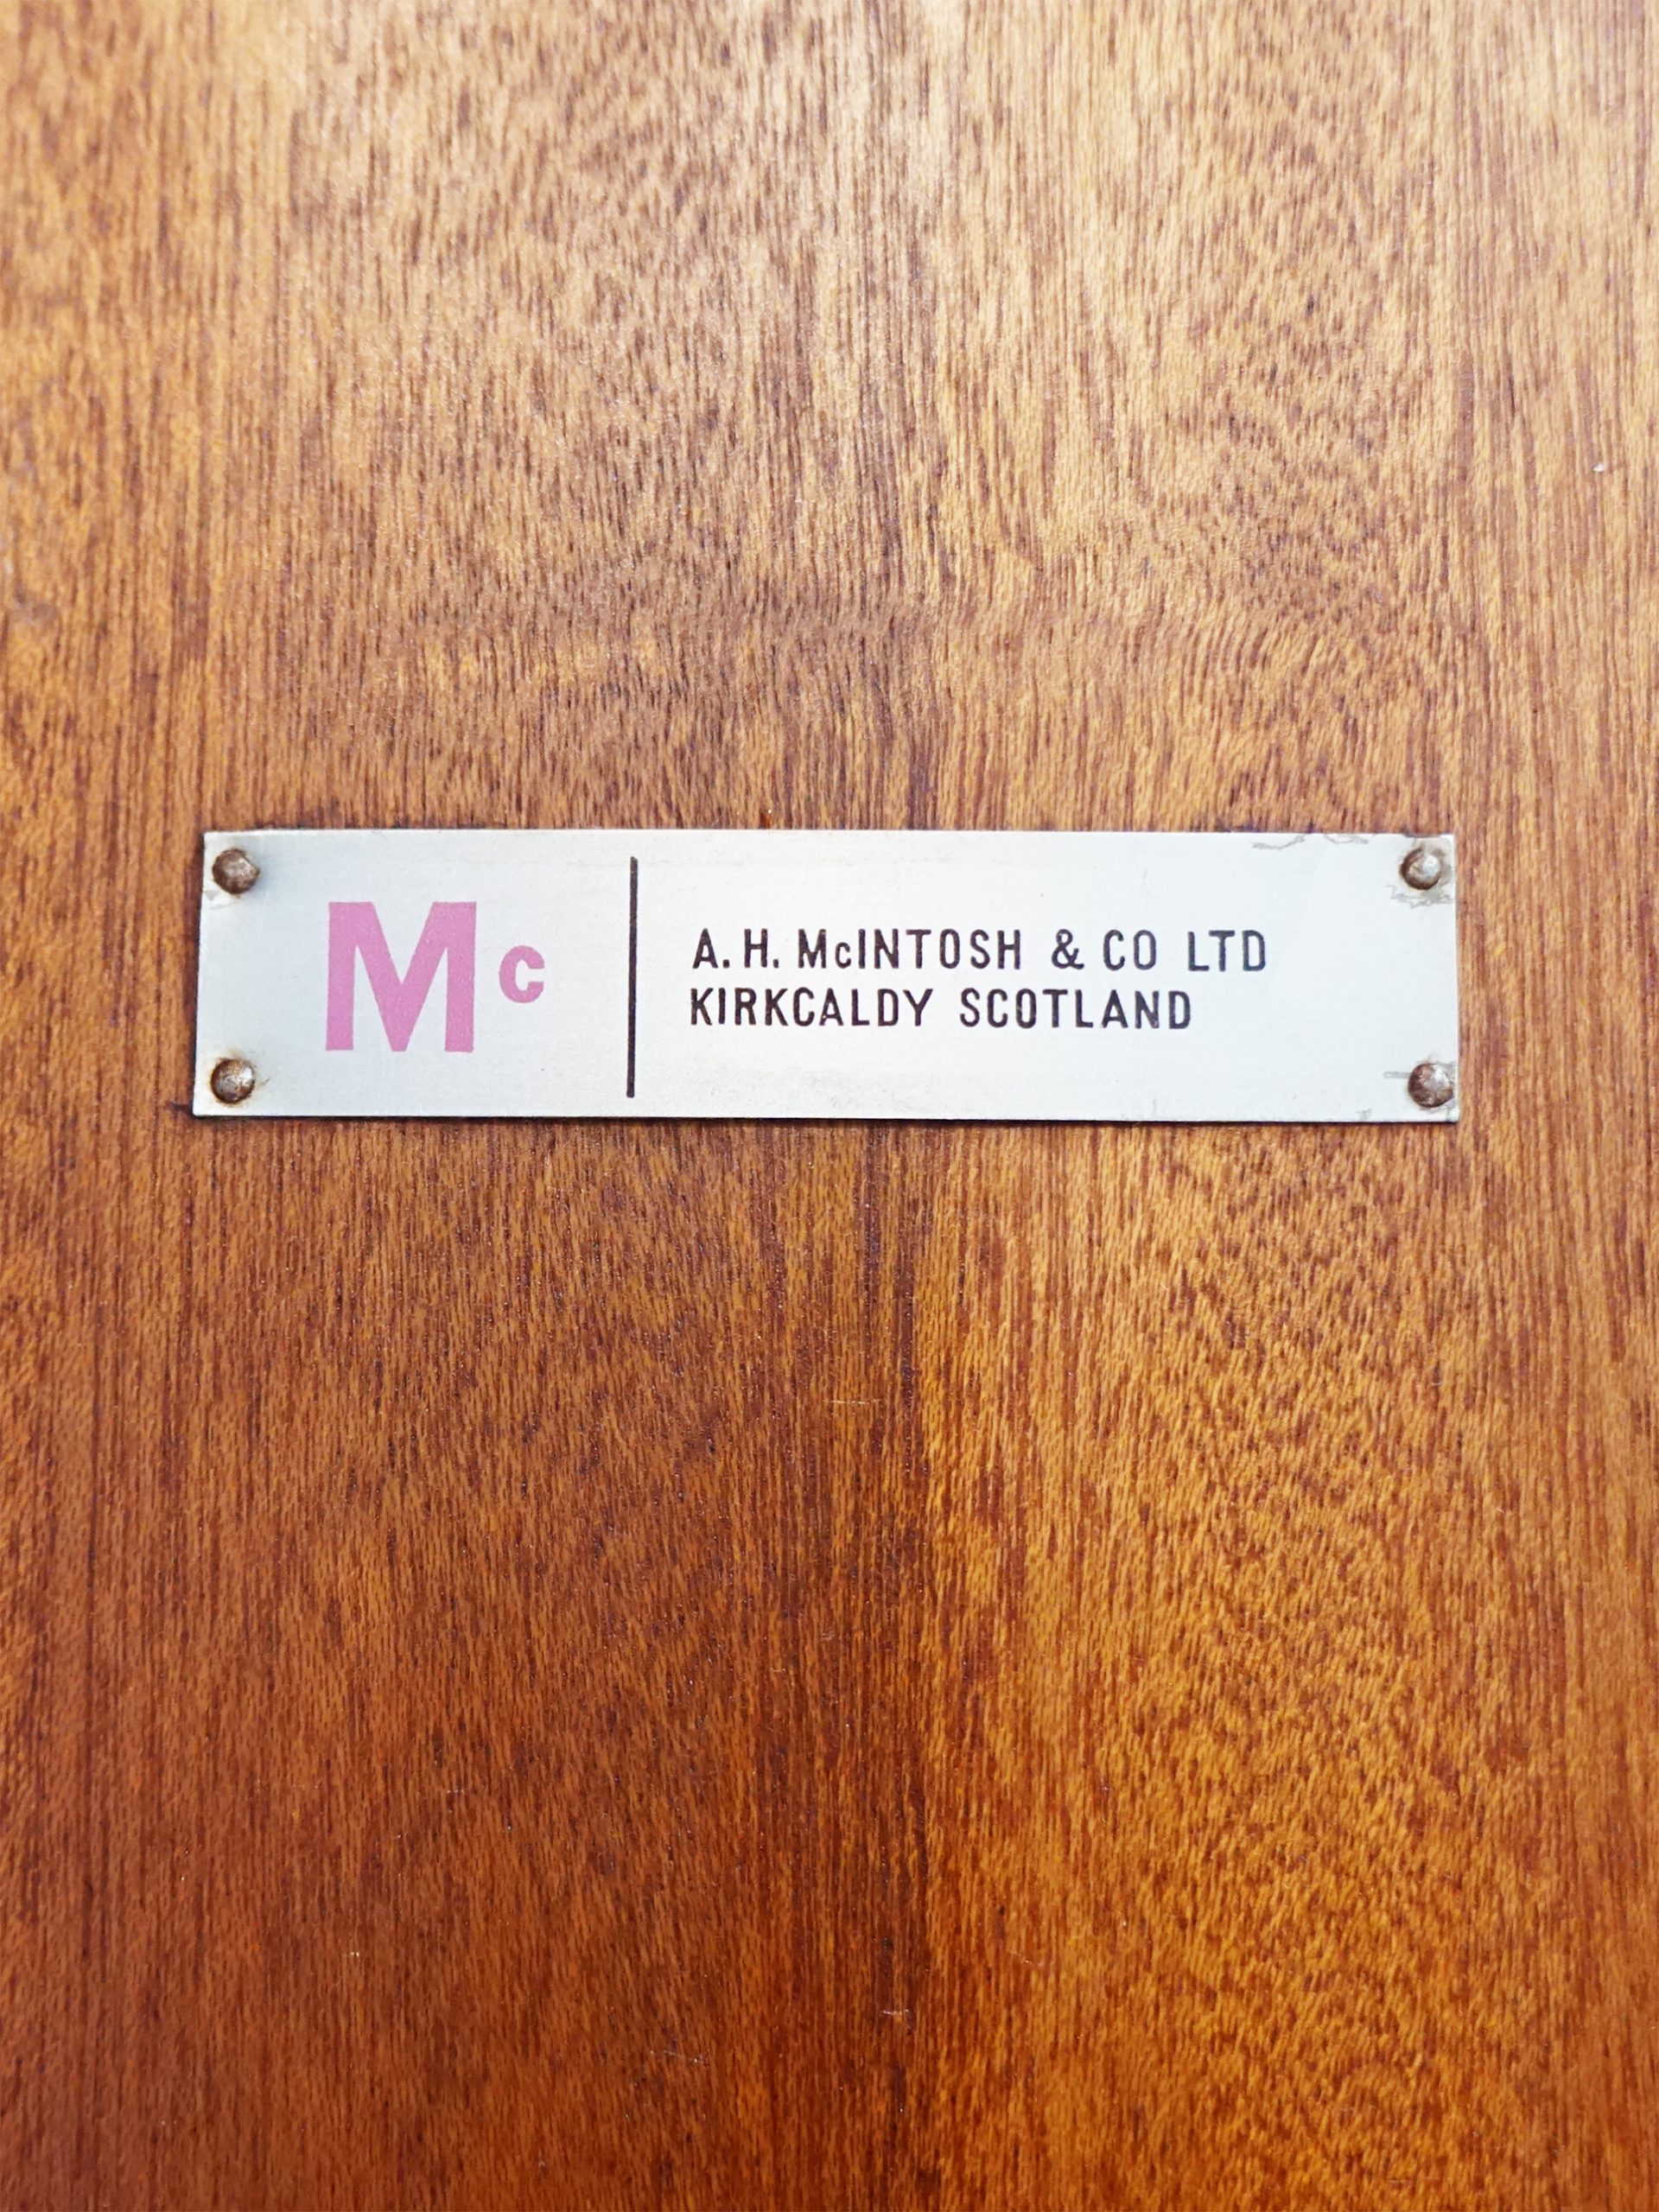 Mc
A. H. McINTOSH & CO LTD
KIRKCALDY SCOTLAND